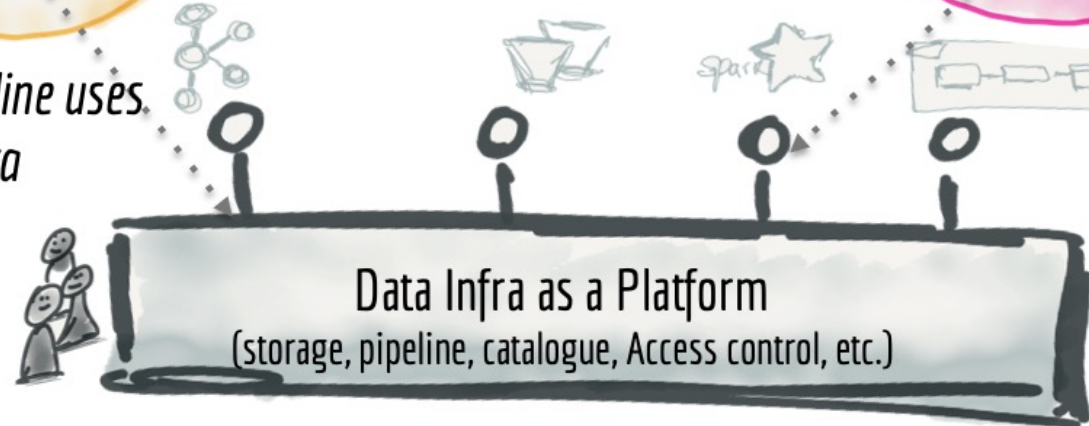 line uses
a
Spark
Data Infra as a Platform
(storage, pipeline, catalogue, Access control, etc.)